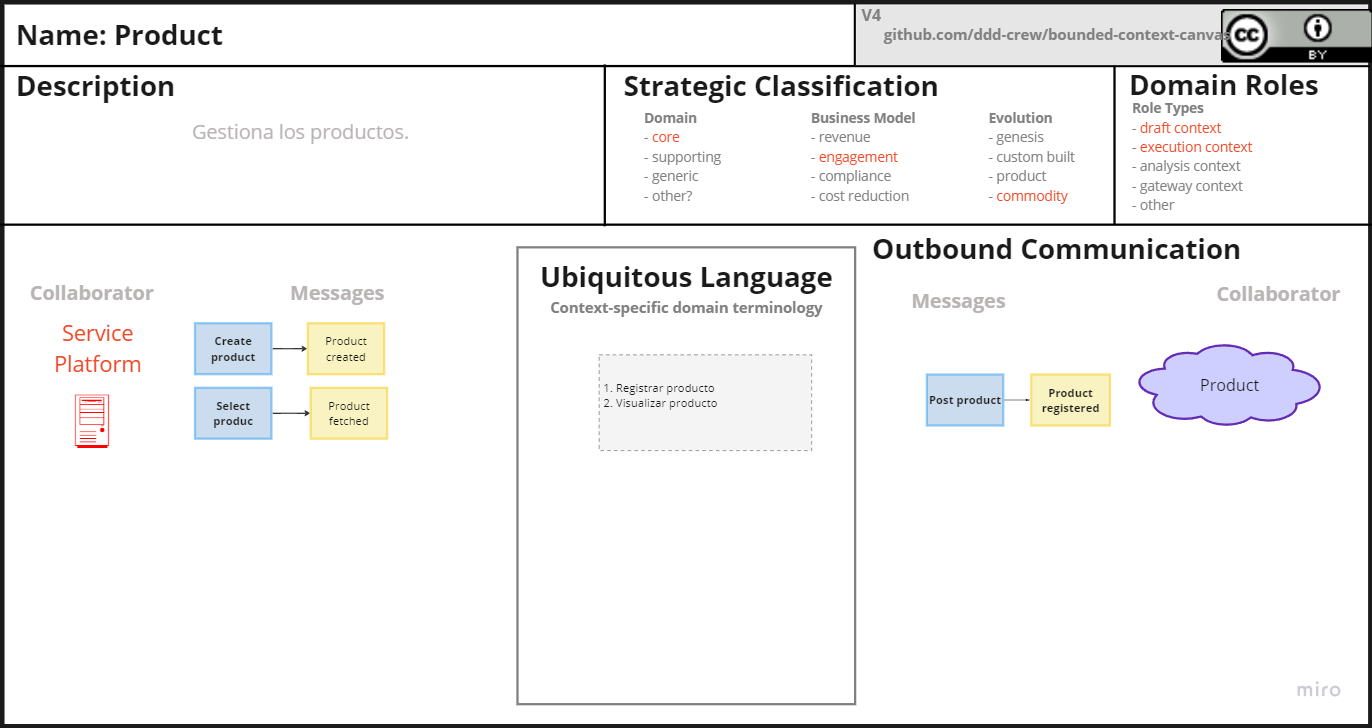 Name: Product
V4
github.com/ddd-crew/bounded-context-canvas
cc
BY
Description
Gestiona los productos.
Strategic Classification
Domain
- core
- supporting
- generic
- other?
Business Model
- revenue
- engagement
- compliance
- cost reduction
Evolution
- genesis
- custom built
- product
- commodity
Domain Roles
Role Types
- draft context
- execution context
- analysis context
- gateway context
- other
Collaborator
Messages
Service
Platform
Create
product
Product
created
Select
produc
Product
fetched
Ubiquitous Language
Context-specific domain terminology
1. Registrar producto
2. Visualizar producto
Outbound Communication
Messages
Collaborator
Post product
Product
registered
Product
miro